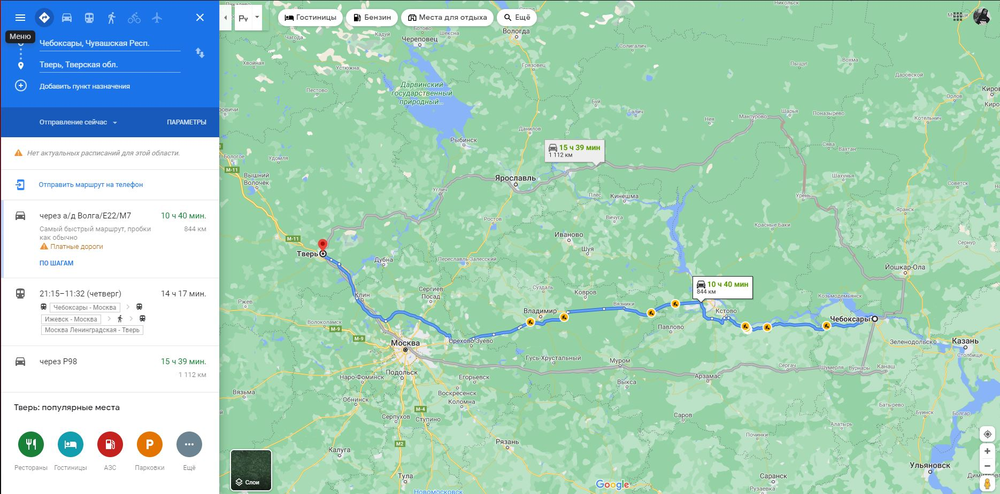 Меню
Чебоксары, Чувашская Респ.
Тверь, Тверская обл.
Добавить пункт назначения
Отправление сейчас
ПАРАМЕТРЫ
Нет актуальных расписаний для этой области.
Отправить маршрут на телефон
через а/д Волга/E22/M7
10 ч 40 мин.
Самый быстрый маршрут, пробки
844 км
как обычно
Платные дороги
ПО ШАГАМ
21:15–11:32 (четверг)
14 ч 17 мин.
Чебоксары - Москва
Ижевск - Москва
Москва Ленинградская - Тверь
через Р98
15 ч 39 мин.
1 112 км
Тверь: популярные места
Рестораны
Гостиницы
АЗС
Парковки
Ещё
Гостиницы
Бензин
Места для отдыха
Ещё
Никольск
Вологда
Кадуй
Шексна
Чагода
Череповец
Солигалич
Хвойная
Устюжна
Грязовец
Пыщуг
Вохма
Даровской
Дарвинский
государственный
природный...
Пестово
Буй
Галич
Нея
Мантурово
Шарья
Поназырево
Орлов
Котельнич
Данилов
Рыбинск
15 ч 39 мин
1 112 км
Сява
Вахтан
Бологое
Удомля
М-11
Вышний
Волочёк
Ярославль
Углич
Шахунья
Советск
Урень
Плёс
Кинешма
Яранск
Ростов
Вичуга
Красные Баки
М-11
Иваново
Шуя
Сернур
Тверь
Дубна
Переславль-Залесский
Йошкар-Ола
10 ч 40 мин
844 км
Суздаль
Сергиев
Посад
Ковров
Клин
Козьмодемьянск
Ржев
Вязники
Владимир
Кстово
Чебоксары
Волоколамск
М-9
Павлово
М-9
Москва
Орехово-Зуево
Зеленодольск
Казань
Столбище
Гусь-Хрустальный
Муром
Сергач
Шумерля
Вурнары
Канаш
Подольск
Наро-Фоминск
Егорьевск
Арзамас
Выкса
Вязьма
Воскресенск
Обнинск
Коломна
М-4
Батырево
Буинск
Болгар
Серпухов
Ступино
Саров
Алатырь
М2
Рязань
Починки
Калуга
Ульяновск
Тула
Саранск
Слои
Google
Рузаевка
Новомосковск